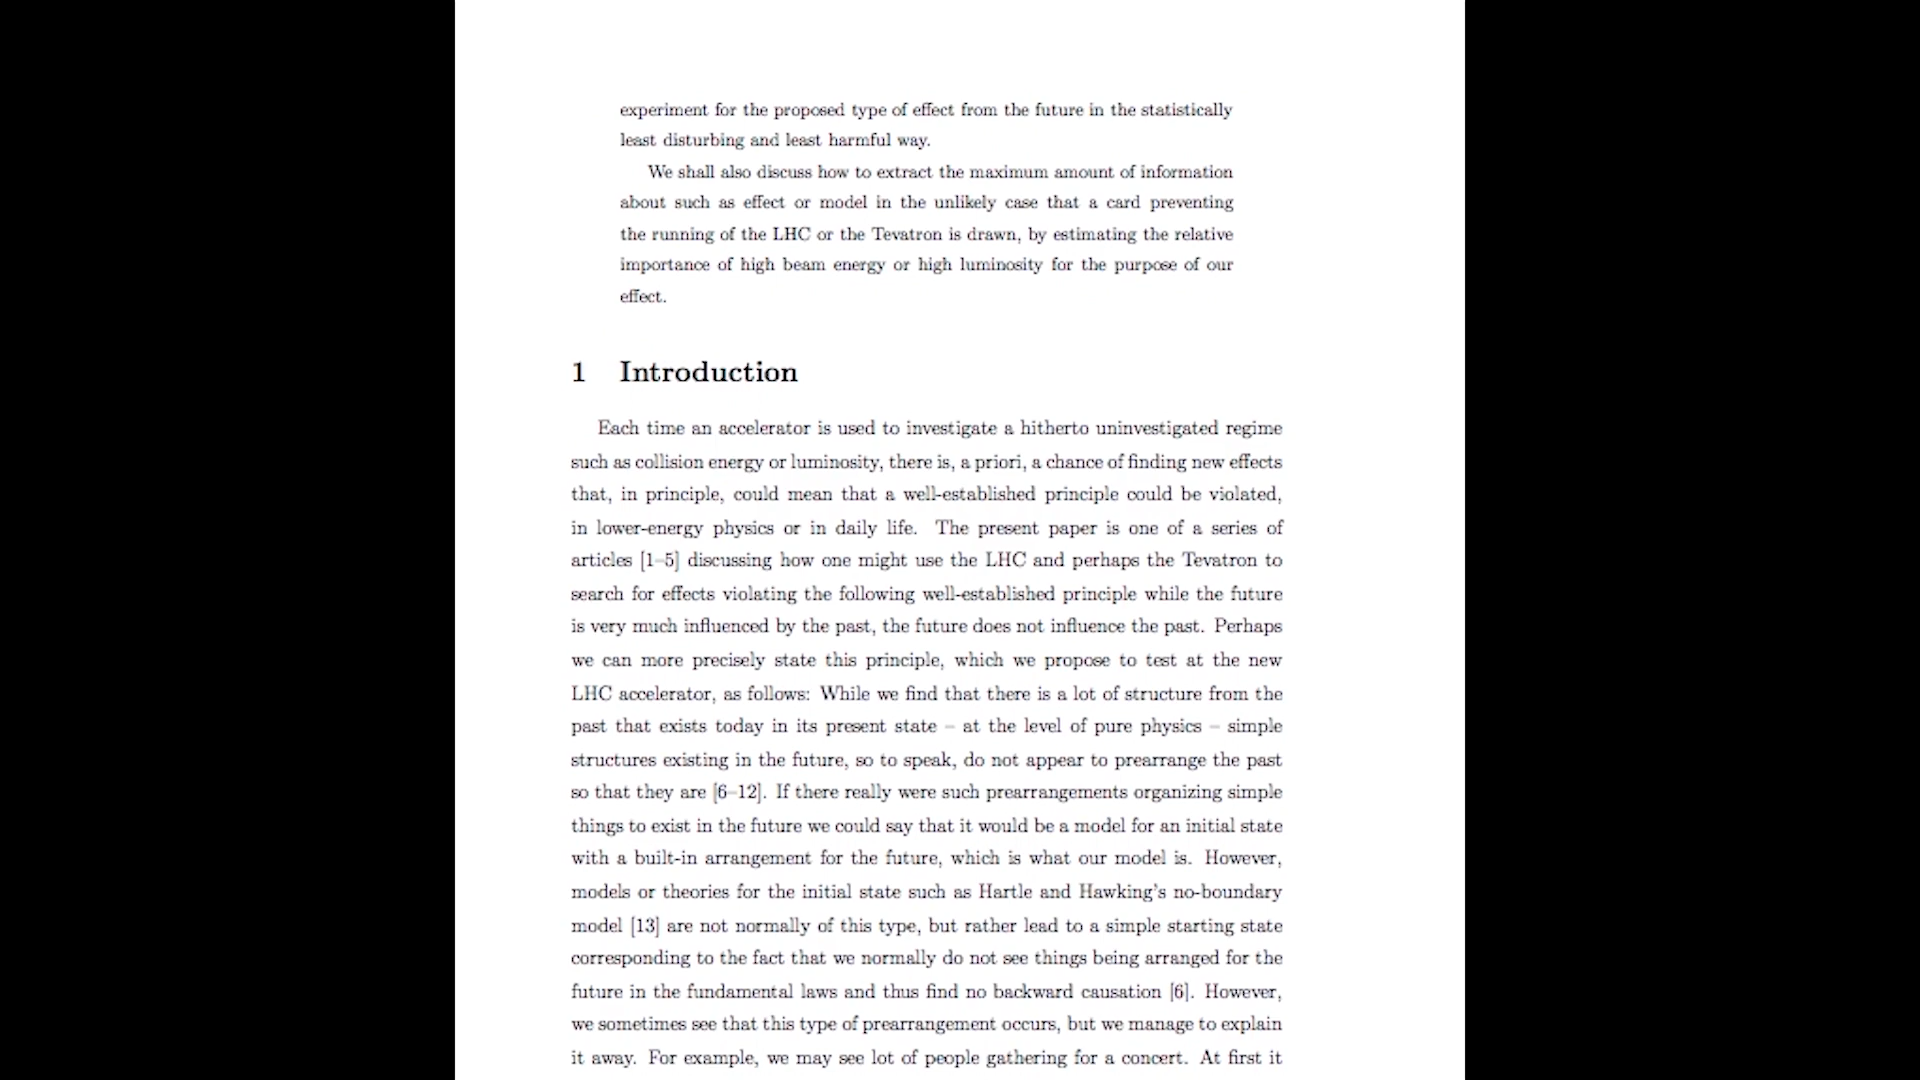 experiment for the proposed type of effect from the future in the statistically
least disturbing and least harmful way.
We shall also discuss how to extract the maximum amount of information
about such as effect or model in the unlikely case that a card preventing
the running of the LHC or the Tevatron is drawn, by estimating the relative
importance of high beam energy or high luminosity for the purpose of our
effect.
1 Introduction
Each time an accelerator is used to investigate a hitherto uninvestigated regime
such as collision energy or luminosity, there is, a priori, a chance of finding new effects
that, in principle, could mean that a well-established principle could be violated,
in lower-energy physics or in daily life. The present paper is one of a series of
articles [1–5] discussing how one might use the LHC and perhaps the Tevatron to
search for effects violating the following well-established principle while the future
is very much influenced by the past, the future does not influence the past. Perhaps
we can more precisely state this principle, which we propose to test at the new
LHC accelerator, as follows: While we find that there is a lot of structure from the
past that exists today in its present state – at the level of pure physics – simple
structures existing in the future, so to speak, do not appear to prearrange the past
so that they are [6–12]. If there really were such prearrangements organizing simple
things to exist in the future we could say that it would be a model for an initial state
with a built-in arrangement for the future, which is what our model is. However,
models or theories for the initial state such as Hartle and Hawking's no-boundary
model [13] are not normally of this type, but rather lead to a simple starting state
corresponding to the fact that we normally do not see things being arranged for the
future in the fundamental laws and thus find no backward causation [6]. However,
we sometimes see that this type of prearrangement occurs, but we manage to explain
it away. For example, we may see lot of people gathering for a concert. At first it